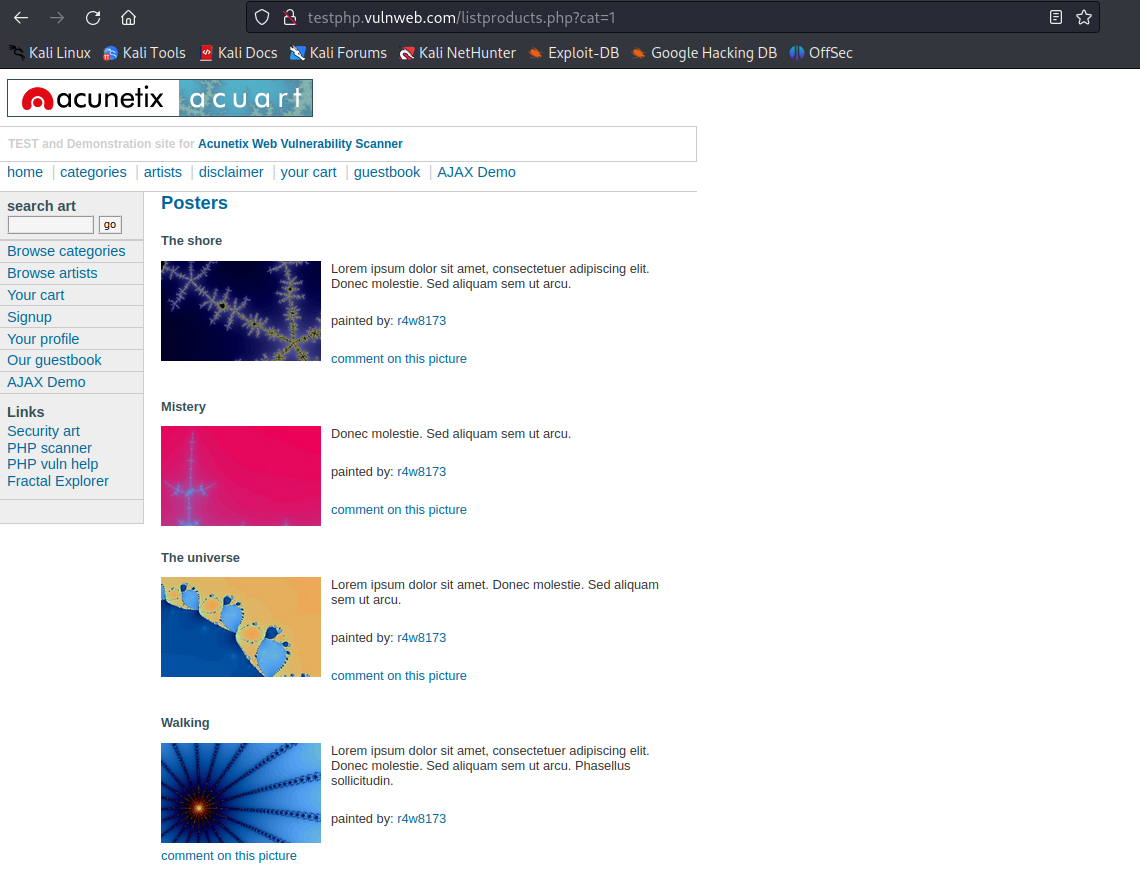 testphp.vulnweb.com/listproducts.php?cat=1
Kali Linux Kali Tools Kali Docs Kali Forums Kali NetHunter Exploit-DB Google Hacking DB OffSec
acunetix acuart
TEST and Demonstration site for Acunetix Web Vulnerability Scanner
home | categories | artists | disclaimer | your cart | guestbook | AJAX Demo
search art
go
Browse categories
Browse artists
Your cart
Signup
Your profile
Our guestbook
AJAX Demo
Links
Security art
PHP scanner
PHP vuln help
Fractal Explorer
Posters
The shore
Lorem ipsum dolor sit amet, consectetuer adipiscing elit.
Donec molestie. Sed aliquam sem ut arcu.
painted by: r4w8173
comment on this picture
Mistery
Donec molestie. Sed aliquam sem ut arcu.
painted by: r4w8173
comment on this picture
The universe
Lorem ipsum dolor sit amet. Donec molestie. Sed aliquam
sem ut arcu.
painted by: r4w8173
comment on this picture
Walking
Lorem ipsum dolor sit amet, consectetuer adipiscing elit.
Donec molestie. Sed aliquam sem ut arcu. Phasellus
sollicitudin.
painted by: r4w8173
comment on this picture